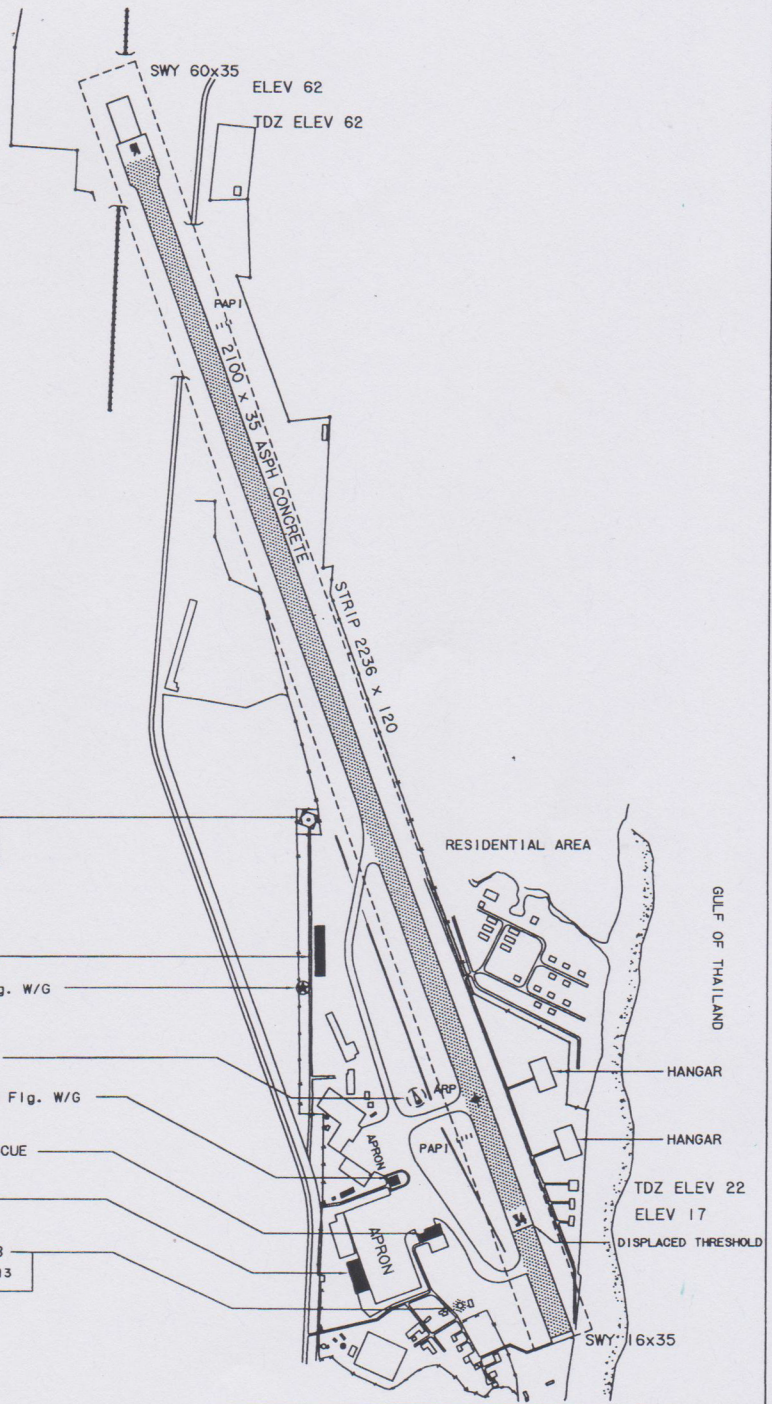 SWY 60x35
ELEV 62
TDZ ELEV 62
PAPI
2100 x 35 ASPH CONCRETE
STRIP 2236 x 120
RESIDENTIAL AREA
GULF OF THAILAND
g. W/G
HANGAR
ARP
Flg. W/G
PAPI
HANGAR
CUE
APRON
TDZ ELEV 22
ELEV 17
APRON
DISPLACED THRESHOLD
SWY 16x35